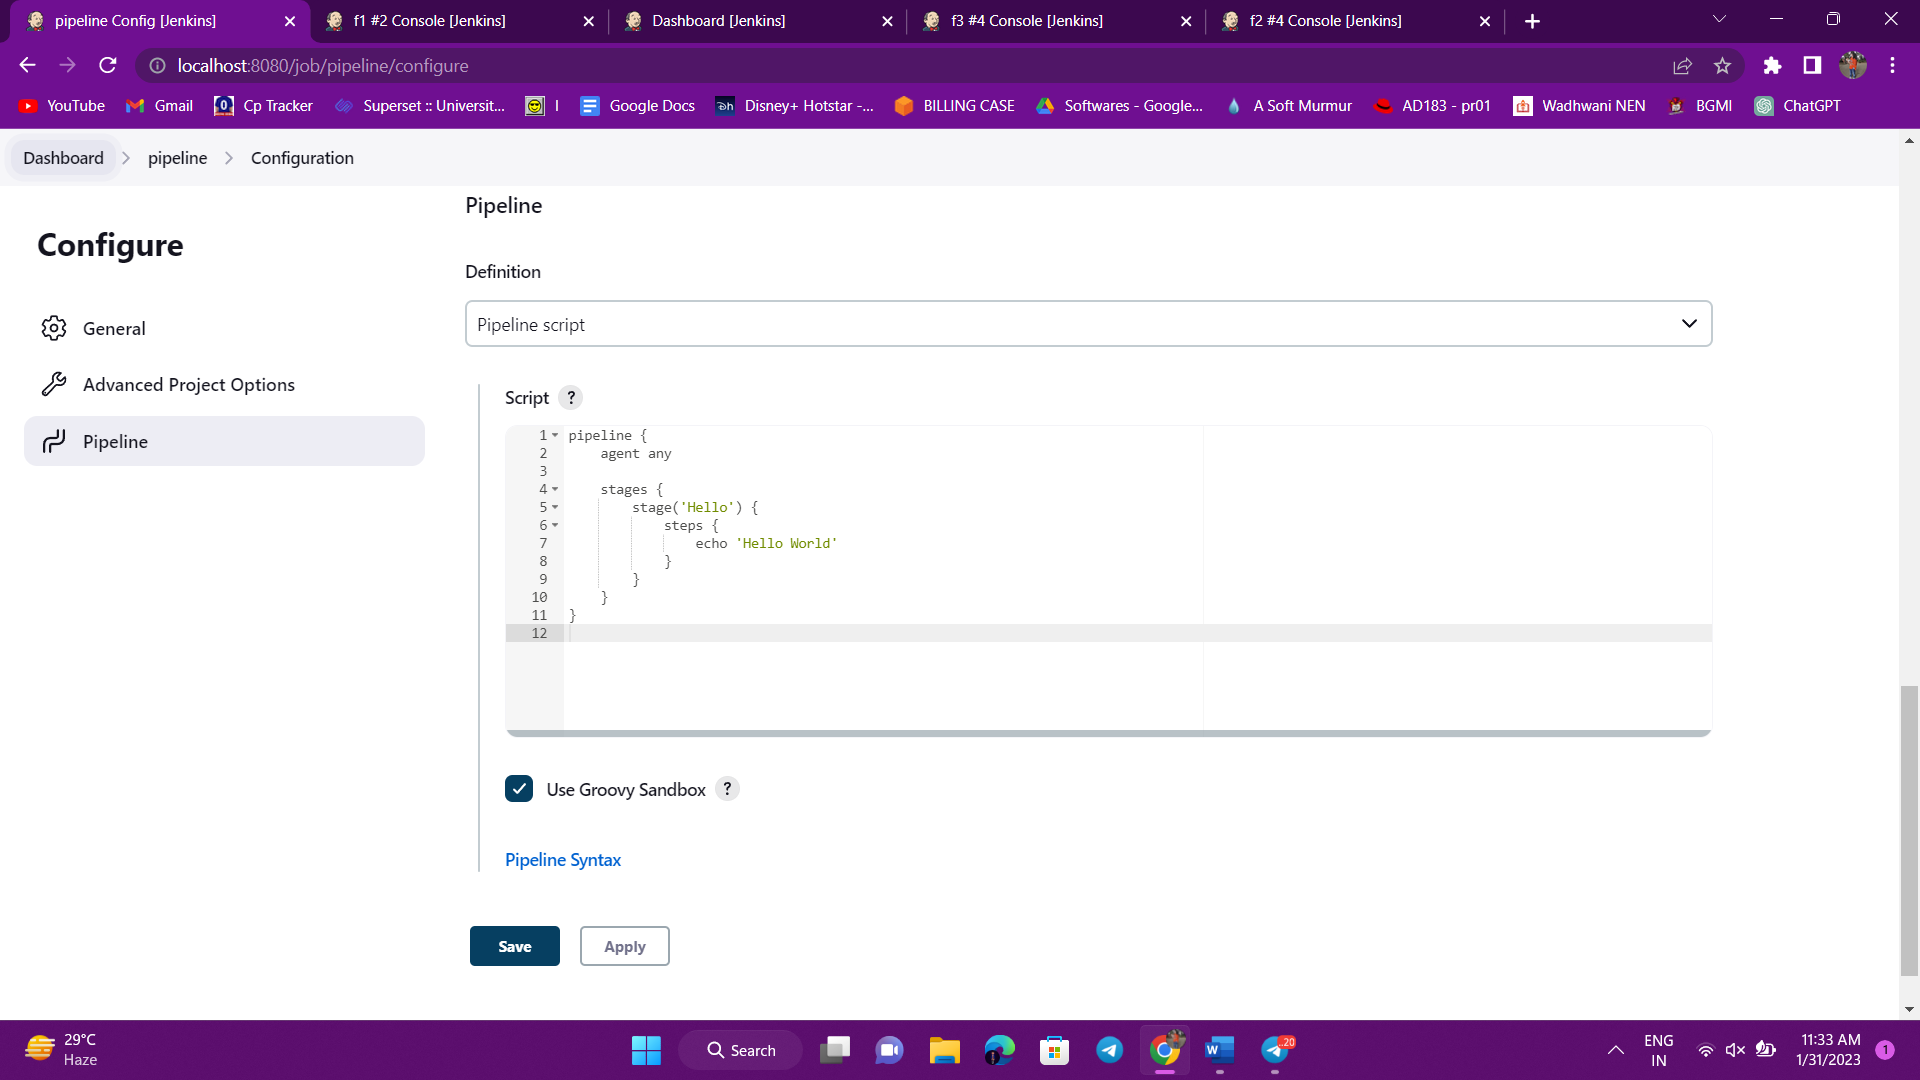 pipeline Config [Jenkins]
f1 #2 Console [Jenkins]
Dashboard [Jenkins]
f3 #4 Console [Jenkins]
f2 #4 Console [Jenkins]
localhost:8080/job/pipeline/configure
YouTube
Gmail
Cp Tracker
Superset :: Universit...
I
Google Docs
Disney+ Hotstar -...
BILLING CASE
Softwares - Google...
A Soft Murmur
AD183 - pr01
Wadhwani NEN
BGMI
ChatGPT
Dashboard
pipeline
Configuration
Configure
General
Advanced Project Options
Pipeline
Pipeline
Definition
Pipeline script
Script ?
1 pipeline {
2 agent any
3
4 stages {
5 stage('Hello') {
6 steps {
7 echo 'Hello World'
8 }
9 }
10 }
11 }
12
Use Groovy Sandbox ?
Pipeline Syntax
Save
Apply
29°C
Haze
Search
20
ENG
IN
11:33 AM
1/31/2023
1